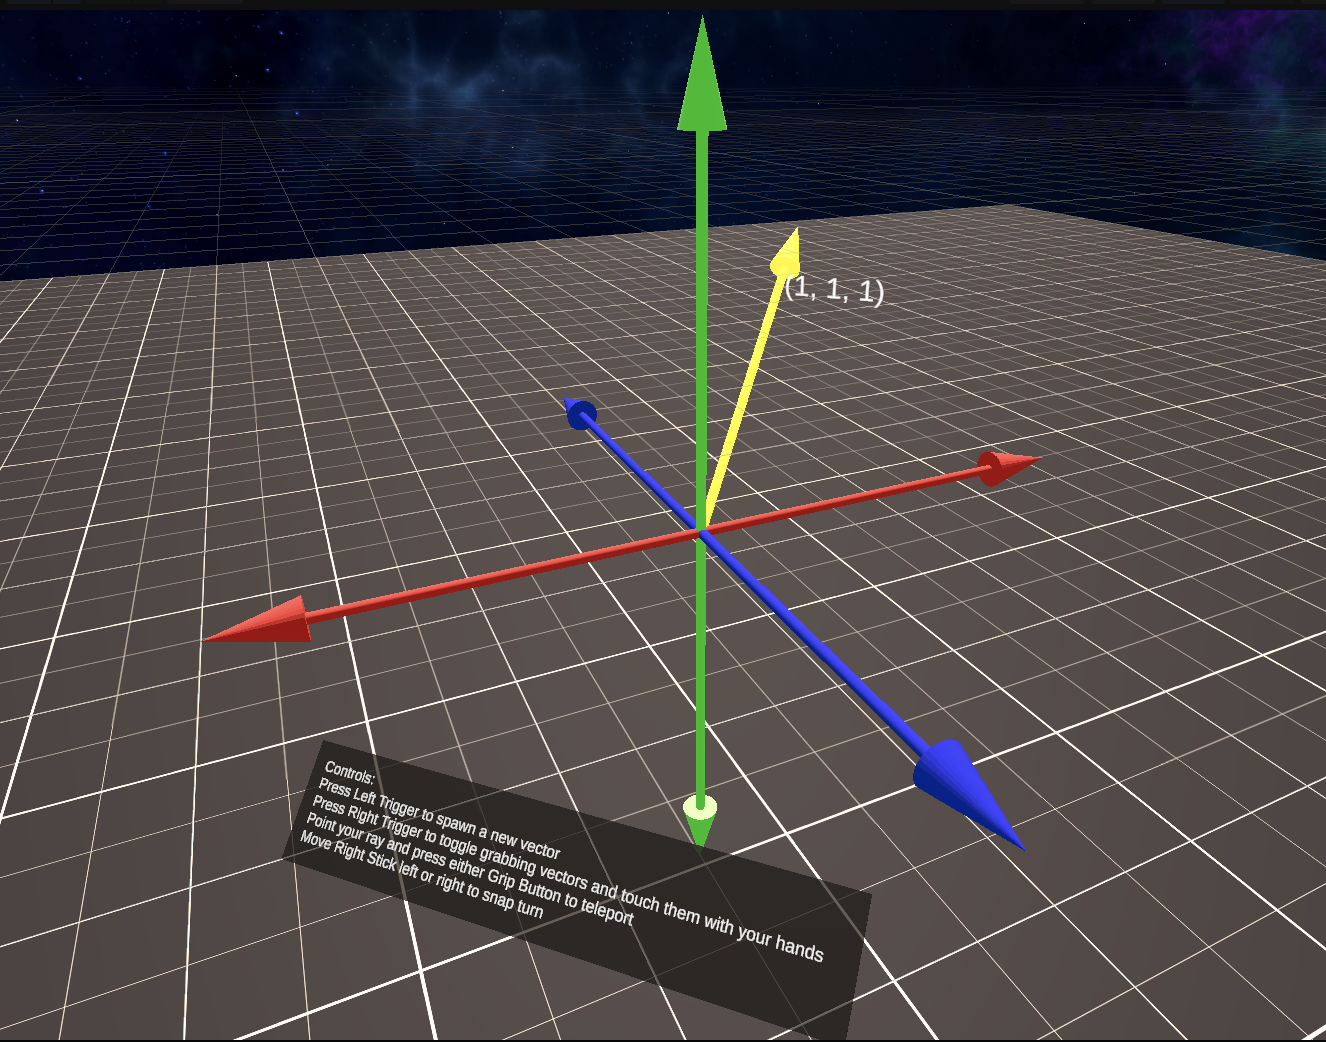 (1, 1, 1)
Controls:
Press Left Trigger to spawn a new vector
Press Right Trigger to toggle grabbing vectors and touch them with your hands
Point your ray and press either Grip Button to teleport
Move Right Stick left or right to snap turn